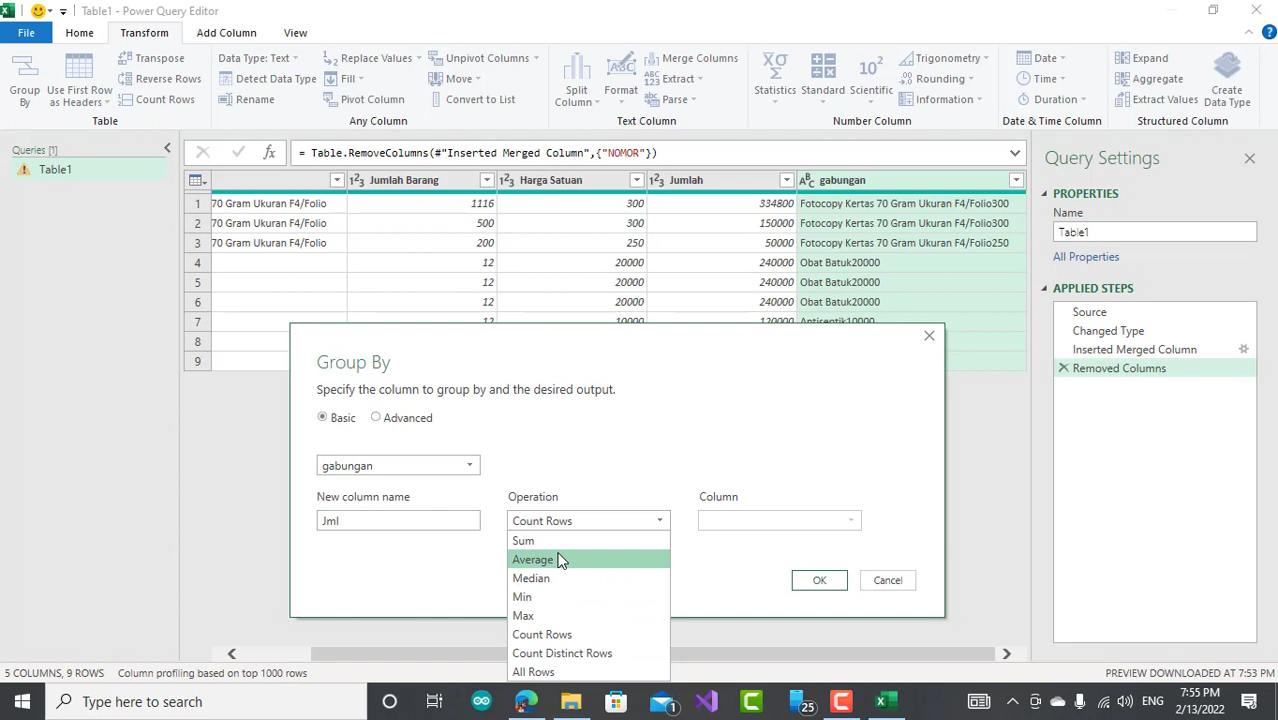 Table1 - Power Query Editor
File Home Transform Add Column View
Group By
Use First Row as Headers
Transpose
Reverse Rows
Count Rows
Table
Data Type: Text
Detect Data Type
Rename
Replace Values
Fill
Pivot Column
Unpivot Columns
Move
Convert to List
Any Column
Split Column
Format
Merge Columns
Extract
Parse
Text Column
Statistics
Standard
Scientific
Trigonometry
Rounding
Information
Number Column
Date
Time
Duration
Date & Time Column
Expand
Aggregate
Extract Values
Create Data Type
Structured Column
Queries [1]
Table1
= Table.RemoveColumns(#"Inserted Merged Column",{"NOMOR"})
Jumlah Barang Harga Satuan Jumlah gabungan
1 70 Gram Ukuran F4/Folio 1116 300 334800 Fotocopy Kertas 70 Gram Ukuran F4/Folio300
2 70 Gram Ukuran F4/Folio 500 300 150000 Fotocopy Kertas 70 Gram Ukuran F4/Folio300
3 70 Gram Ukuran F4/Folio 200 250 50000 Fotocopy Kertas 70 Gram Ukuran F4/Folio250
4 12 20000 240000 Obat Batuk20000
5 12 20000 240000 Obat Batuk20000
6 12 20000 240000 Obat Batuk20000
7 12 10000 120000 Antiseptik10000
8
9
Group By
Specify the column to group by and the desired output.
Basic Advanced
gabungan
New column name Operation Column
Jml Count Rows
Sum
Average
Median
Min
Max
Count Rows
Count Distinct Rows
All Rows
OK Cancel
Query Settings
PROPERTIES
Name
Table1
All Properties
APPLIED STEPS
Source
Changed Type
Inserted Merged Column
Removed Columns
5 COLUMNS, 9 ROWS Column profiling based on top 1000 rows PREVIEW DOWNLOADED AT 7:53 PM
Type here to search
1
25
ENG
7:55 PM
2/13/2022